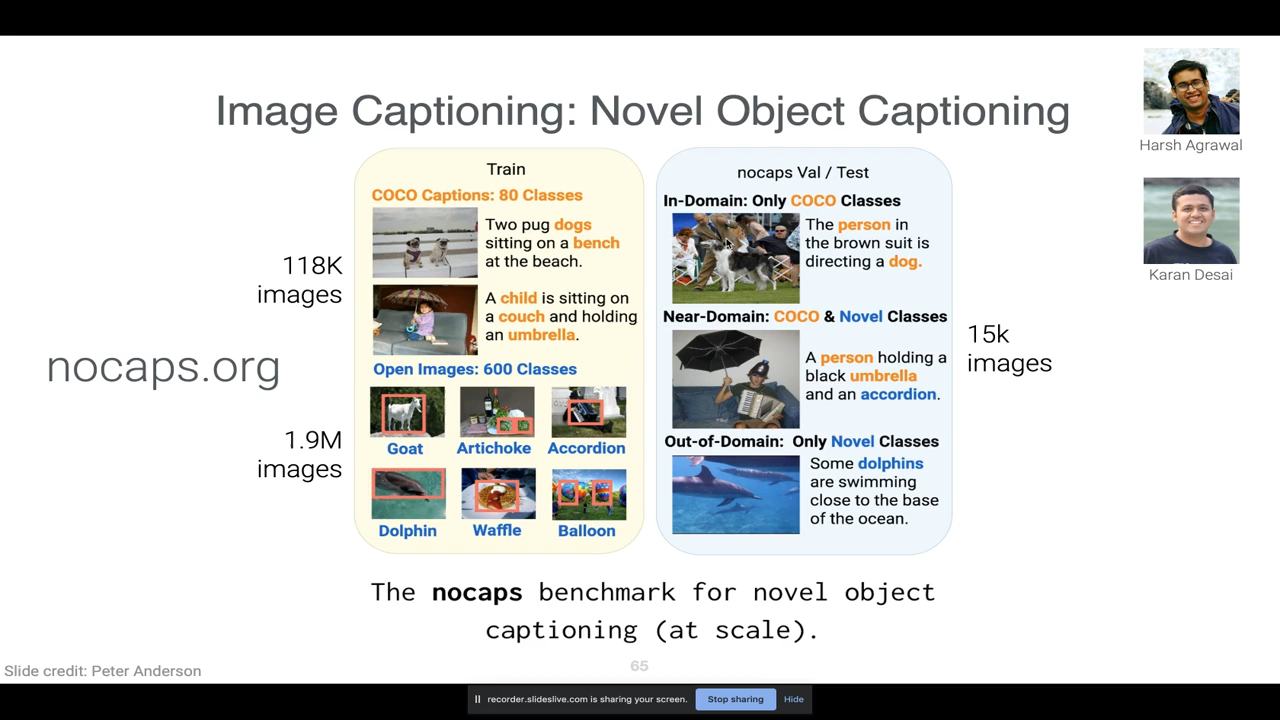 Image Captioning: Novel Object Captioning
Harsh Agrawal
Karan Desai
nocaps.org
118K
images
1.9M
images
Train
COCO Captions: 80 Classes
Two pug dogs
sitting on a bench
at the beach.
A child is sitting on
a couch and holding
an umbrella.
Open Images: 600 Classes
Goat
Artichoke
Accordion
Dolphin
Waffle
Balloon
nocaps Val / Test
In-Domain: Only COCO Classes
The person in
the brown suit is
directing a dog.
Near-Domain: COCO & Novel Classes
A person holding a
black umbrella
and an accordion.
Out-of-Domain: Only Novel Classes
Some dolphins
are swimming
close to the base
of the ocean.
15k
images
The nocaps benchmark for novel object
captioning (at scale).
Slide credit: Peter Anderson
65
recorder.slideslive.com is sharing your screen.
Stop sharing
Hide